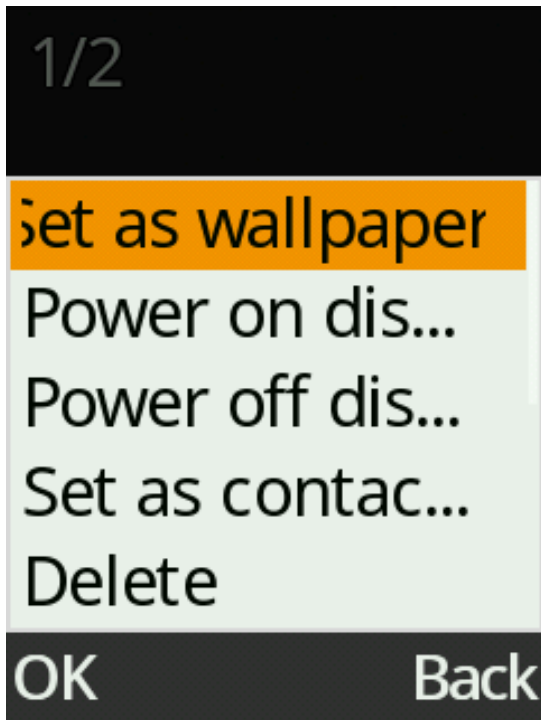 1/2
Set as wallpaper
Power on dis...
Power off dis...
Set as contac...
Delete
OK Back